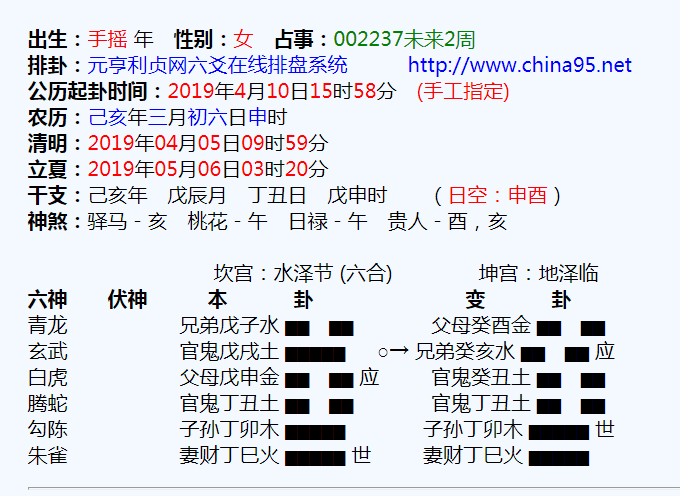 出生：手摇 年 性别：女 占事：002237未来2周
排卦：元亨利贞网六爻在线排盘系统 http://www.china95.net
公历起卦时间：2019年4月10日15时58分 (手工指定)
农历：己亥年三月初六日申时
清明：2019年04月05日09时59分
立夏：2019年05月06日03时20分
干支：己亥年 戊辰月 丁丑日 戊申时 （日空：申酉）
神煞：驿马－亥 桃花－午 日禄－午 贵人－酉，亥
坎宫：水泽节 (六合) 坤宫：地泽临
六神 伏神 本 卦 变 卦
青龙 兄弟戊子水 父母癸酉金
玄武 官鬼戊戌土 ○→ 兄弟癸亥水 应
白虎 父母戊申金 应 官鬼癸丑土
腾蛇 官鬼丁丑土 官鬼丁丑土
勾陈 子孙丁卯木 子孙丁卯木 世
朱雀 妻财丁巳火 世 妻财丁巳火